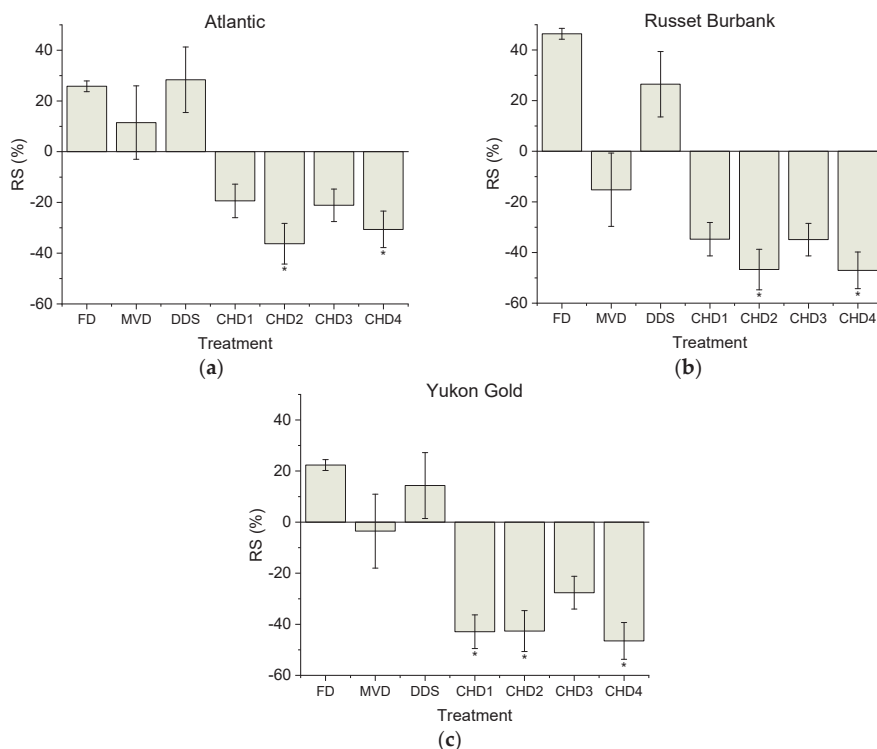 Atlantic
40
20
0
-20
-40
-60
RS (%)
*
*
FD MVD DDS CHD1 CHD2 CHD3 CHD4
Treatment
(a)
Russet Burbank
40
20
0
-20
-40
-60
RS (%)
*
*
FD MVD DDS CHD1 CHD2 CHD3 CHD4
Treatment
(b)
Yukon Gold
40
20
0
-20
-40
-60
RS (%)
*
*
*
FD MVD DDS CHD1 CHD2 CHD3 CHD4
Treatment
(c)